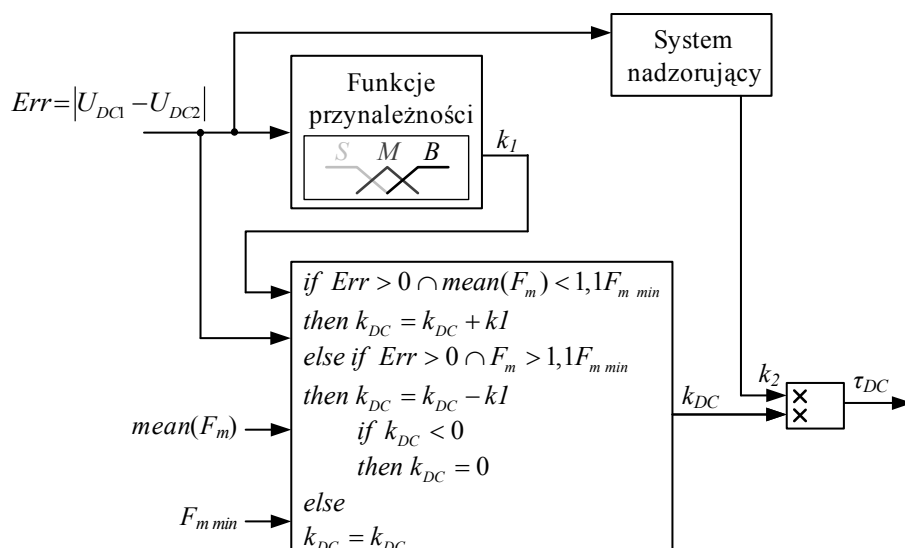 System
nadzorujący
Err=|U_DC1 − U_DC2|
Funkcje
przynależności
S M B
k_1
if Err > 0 ∩ mean(F_m) < 1,1F_m min
then k_DC = k_DC + k1
else if Err > 0 ∩ F_m > 1,1F_m min
then k_DC = k_DC − k1
if k_DC < 0
then k_DC = 0
else
k_DC = k_DC
mean(F_m)
F_m min
k_DC
k_2
×
×
τ_DC